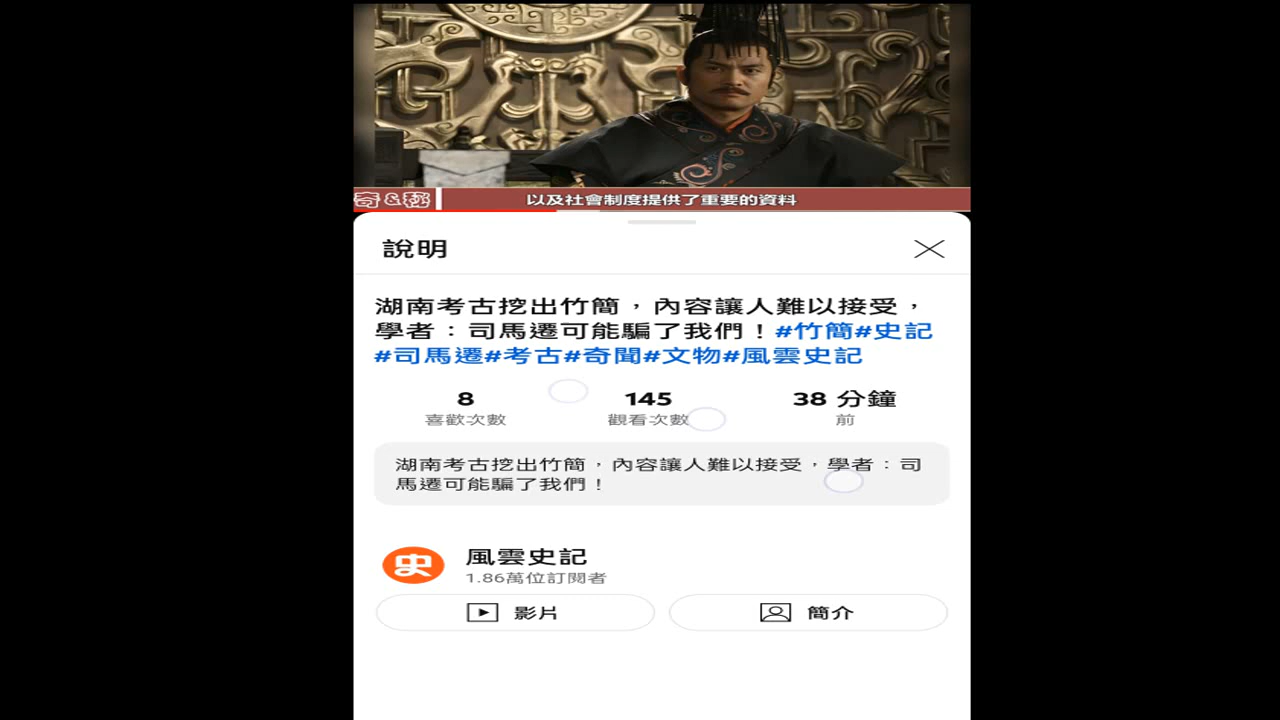 奇&秘
以及社會制度提供了重要的資料
說明
湖南考古挖出竹簡，內容讓人難以接受，
學者：司馬遷可能騙了我們！#竹簡#史記
#司馬遷#考古#奇聞#文物#風雲史記
8 145 38 分鐘
喜歡次數 觀看次數 前
湖南考古挖出竹簡，內容讓人難以接受，學者：司
馬遷可能騙了我們！
史 風雲史記
1.86萬位訂閱者
影片 簡介